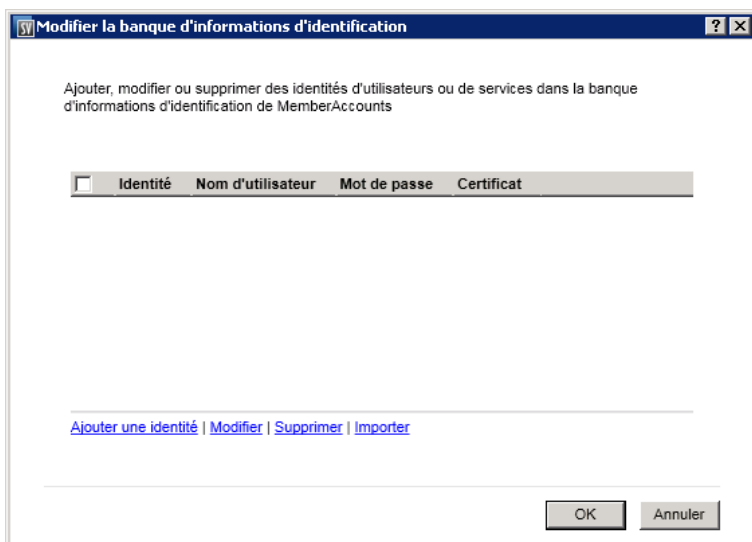 SV Modifier la banque d'informations d'identification ? X
Ajouter, modifier ou supprimer des identités d'utilisateurs ou de services dans la banque
d'informations d'identification de MemberAccounts
Identité Nom d'utilisateur Mot de passe Certificat
Ajouter une identité | Modifier | Supprimer | Importer
OK Annuler